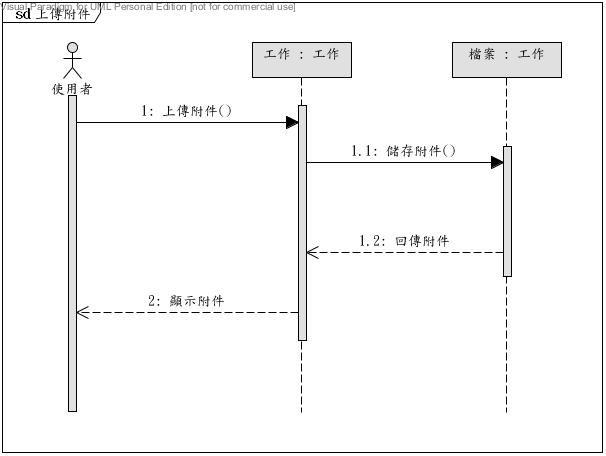 Visual Paradigm for UML Personal Edition [not for commercial use]
sd 上傳附件
使用者
工作 : 工作
檔案 : 工作
1: 上傳附件()
1.1: 儲存附件()
1.2: 回傳附件
2: 顯示附件